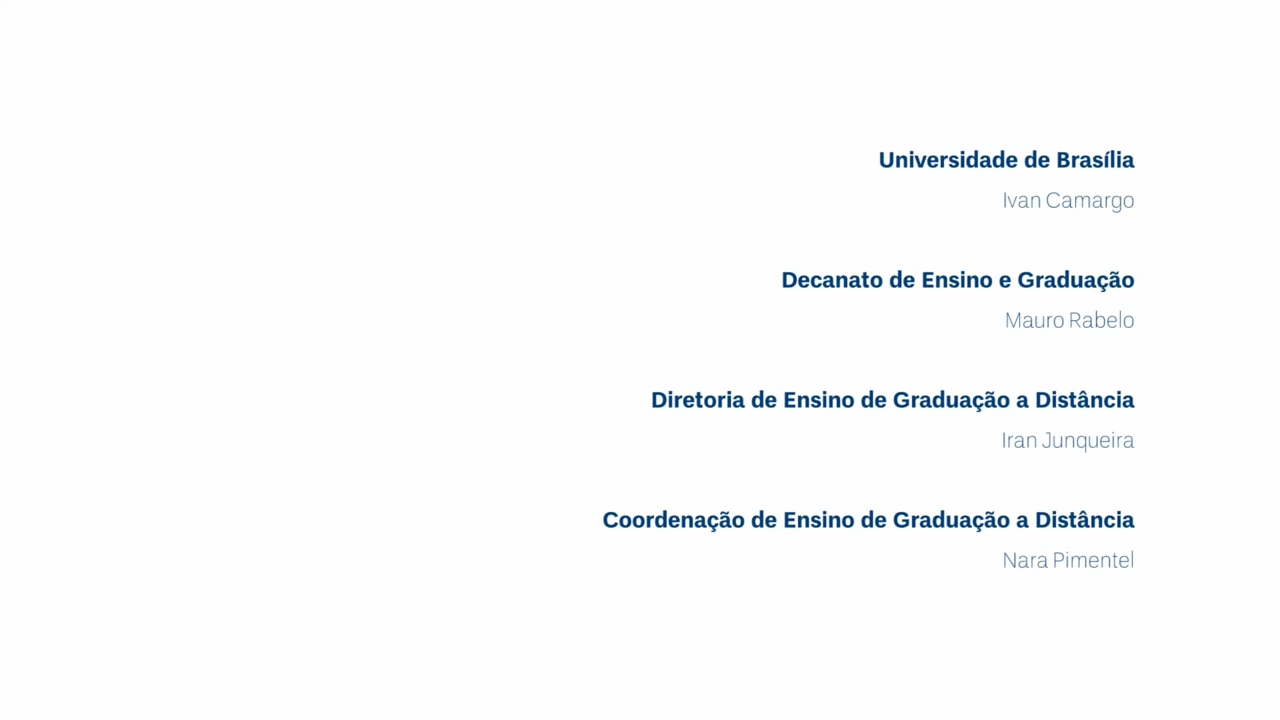 Universidade de Brasília
Ivan Camargo
Decanato de Ensino e Graduação
Mauro Rabelo
Diretoria de Ensino de Graduação a Distância
Iran Junqueira
Coordenação de Ensino de Graduação a Distância
Nara Pimentel